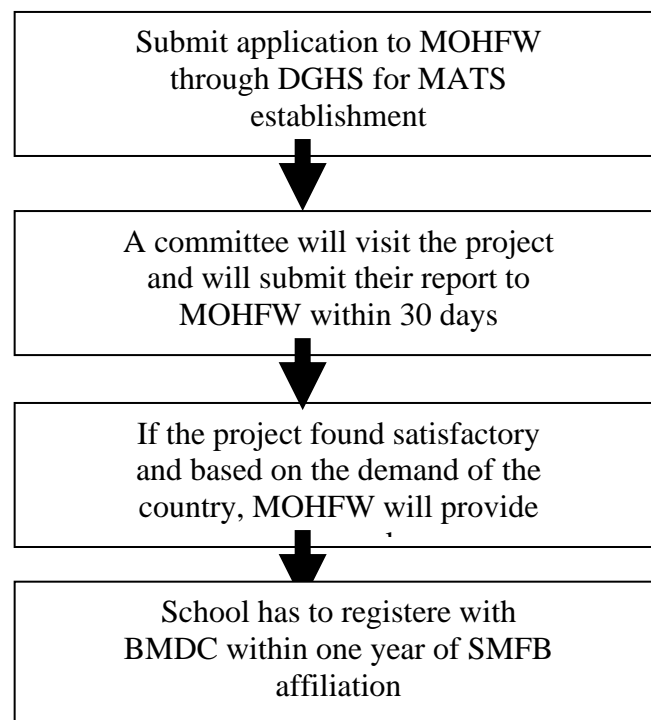 Submit application to MOHFW
through DGHS for MATS
establishment
A committee will visit the project
and will submit their report to
MOHFW within 30 days
If the project found satisfactory
and based on the demand of the
country, MOHFW will provide
School has to registere with
BMDC within one year of SMFB
affiliation